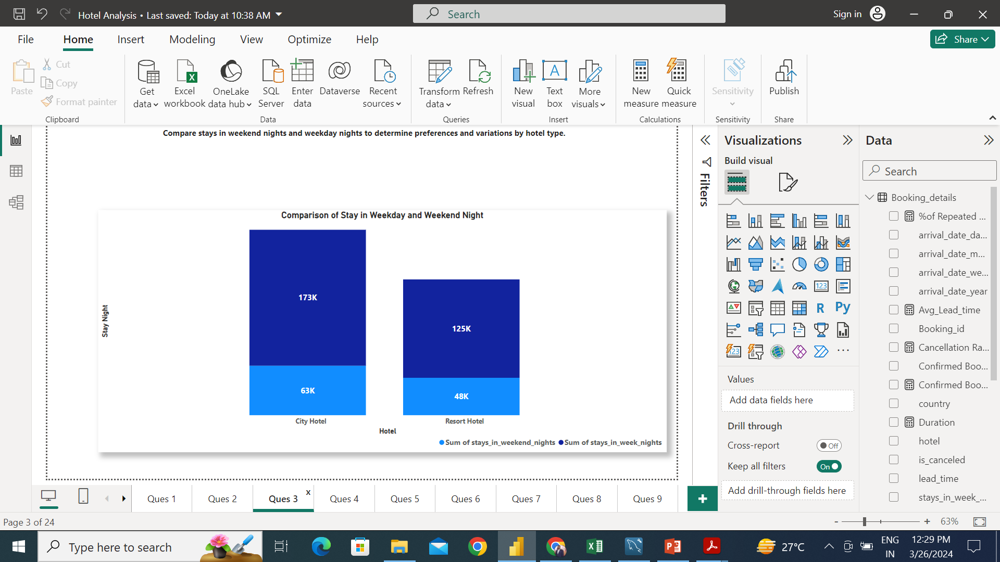 Hotel Analysis • Last saved: Today at 10:38 AM
Search
Sign in
File Home Insert Modeling View Optimize Help
Share
Paste
Cut
Copy
Format painter
Clipboard
Get data
Excel workbook
OneLake data hub
SQL Server
Enter data
Dataverse
Recent sources
Data
Transform data
Refresh
Queries
New visual
Text box
More visuals
Insert
New measure
Quick measure
Calculations
Sensitivity
Sensitivity
Publish
Share
Compare stays in weekend nights and weekday nights to determine preferences and variations by hotel type.
Comparison of Stay in Weekday and Weekend Night
Stay Night
173K
63K
125K
48K
City Hotel
Resort Hotel
Hotel
Sum of stays_in_weekend_nights
Sum of stays_in_week_nights
Filters
Visualizations
Build visual
123
R
Py
123
Values
Add data fields here
Drill through
Cross-report
Off
Keep all filters
On
Add drill-through fields here
Data
Search
Booking_details
%of Repeated ...
arrival_date_da...
arrival_date_m...
arrival_date_we...
arrival_date_year
Avg_Lead_time
Booking_id
Cancellation Ra...
Confirmed Boo...
Confirmed Boo...
country
Duration
hotel
is_canceled
lead_time
stays_in_week_...
Ques 1
Ques 2
Ques 3 x
Ques 4
Ques 5
Ques 6
Ques 7
Ques 8
Ques 9
+
Page 3 of 24
- + 63%
Type here to search
27°C
ENG
IN
12:29 PM
3/26/2024